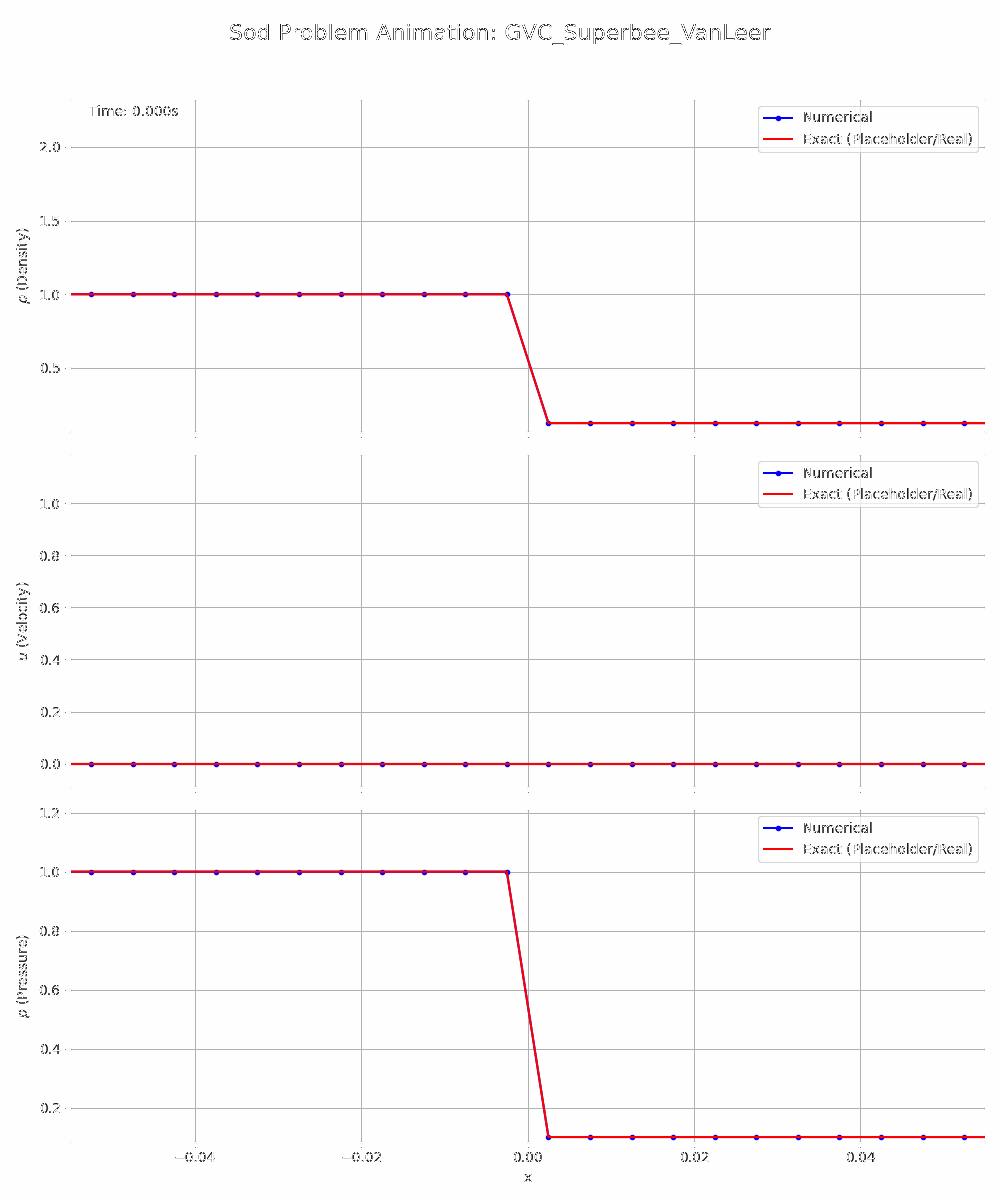 Sod Problem Animation: GVC_Superbee_VanLeer
Time: 0.000s
Numerical
Exact (Placeholder/Real)
2.0
1.5
1.0
0.5
ρ (Density)
Numerical
Exact (Placeholder/Real)
1.0
0.8
0.6
0.4
0.2
0.0
u (Velocity)
Numerical
Exact (Placeholder/Real)
1.2
1.0
0.8
0.6
0.4
0.2
p (Pressure)
−0.04 −0.02 0.00 0.02 0.04
x